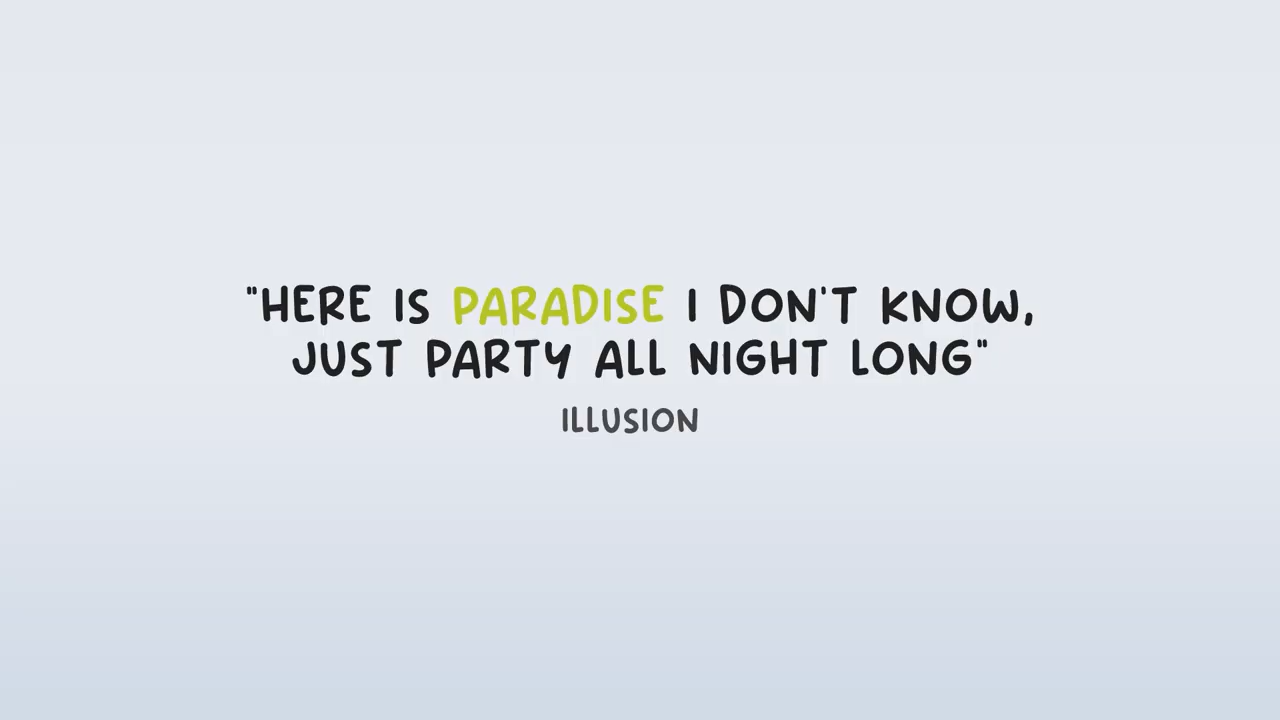 "HERE IS PARADISE I DON'T KNOW,
JUST PARTY ALL NIGHT LONG"
ILLUSION